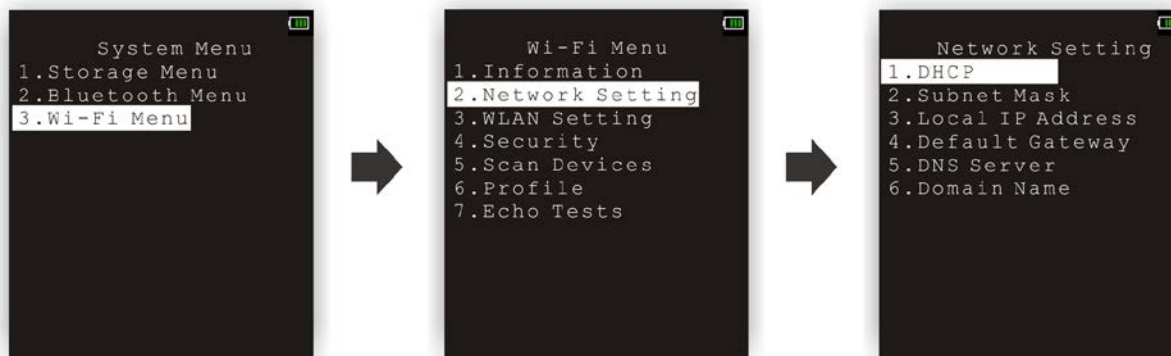 System Menu
1.Storage Menu
2.Bluetooth Menu
3.Wi-Fi Menu
Wi-Fi Menu
1.Information
2.Network Setting
3.WLAN Setting
4.Security
5.Scan Devices
6.Profile
7.Echo Tests
Network Setting
1.DHCP
2.Subnet Mask
3.Local IP Address
4.Default Gateway
5.DNS Server
6.Domain Name